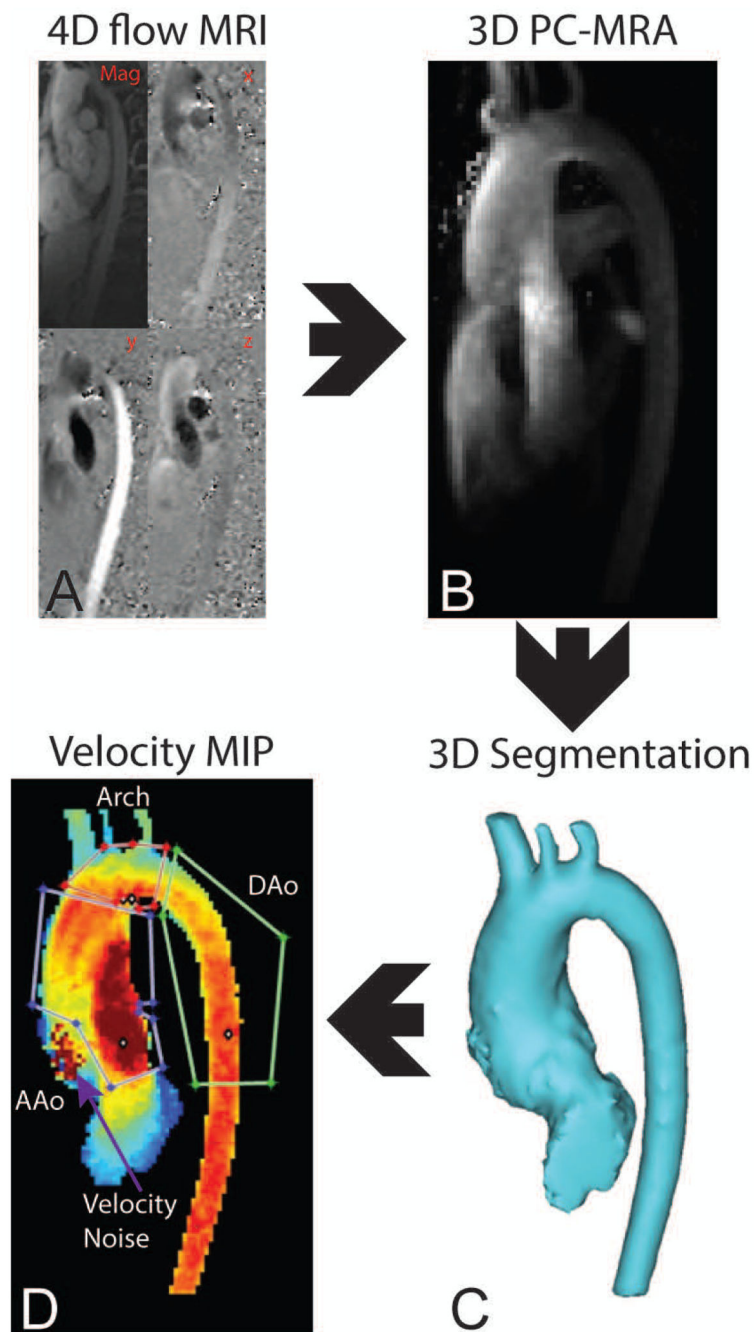 4D flow MRI
3D PC-MRA
Mag
x
y
z
A
B
Velocity MIP
3D Segmentation
Arch
DAo
AAo
Velocity
Noise
D
C